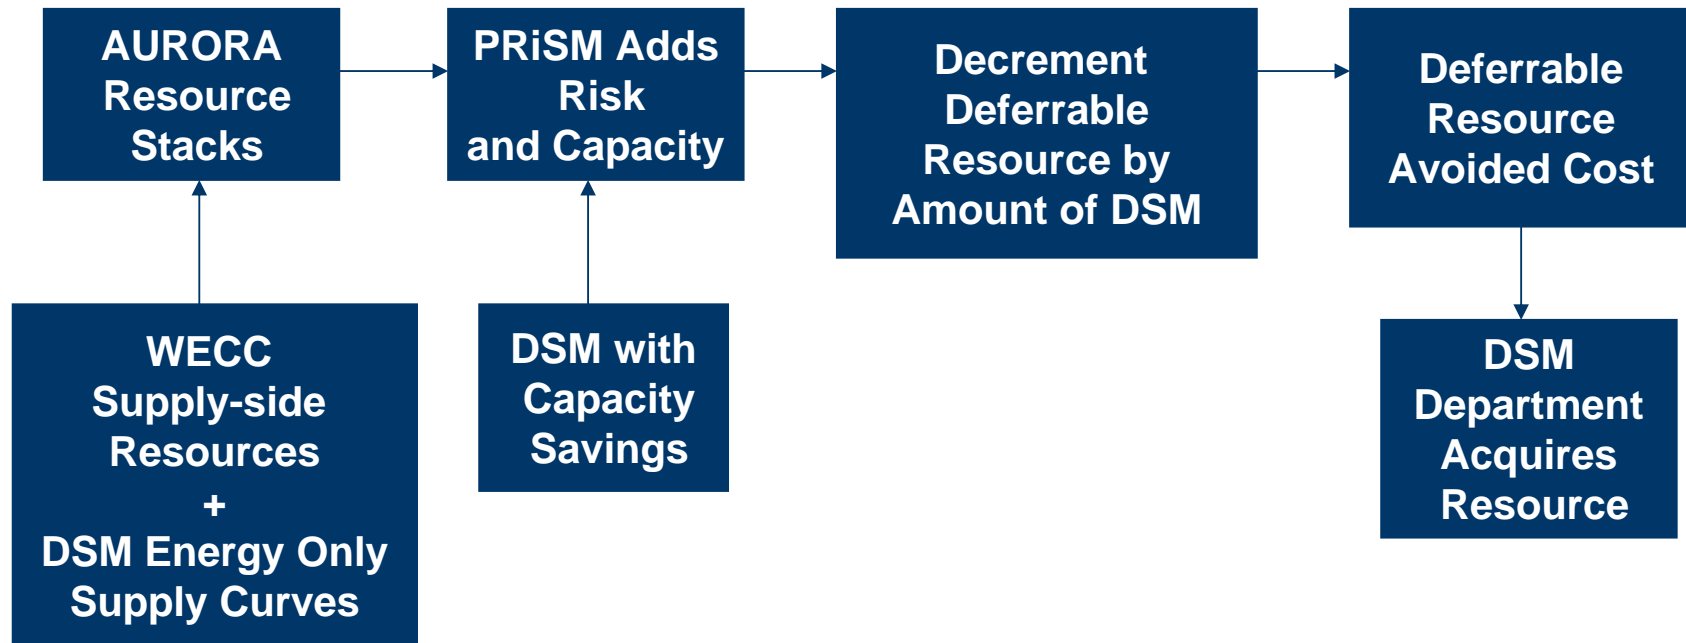 AURORA
Resource
Stacks
PRiSM Adds
Risk
and Capacity
Decrement
Deferrable
Resource by
Amount of DSM
Deferrable
Resource
Avoided Cost
WECC
Supply-side
Resources
+
DSM Energy Only
Supply Curves
DSM with
Capacity
Savings
DSM
Department
Acquires
Resource